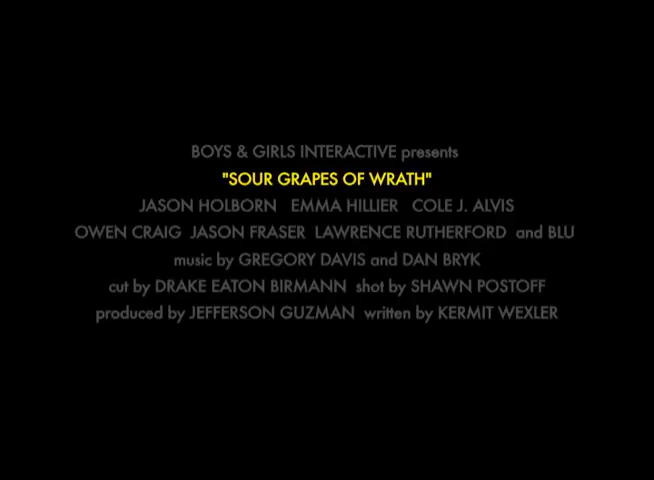 BOYS & GIRLS INTERACTIVE presents
"SOUR GRAPES OF WRATH"
JASON HOLBORN EMMA HILLIER COLE J. ALVIS
OWEN CRAIG JASON FRASER LAWRENCE RUTHERFORD and BLU
music by GREGORY DAVIS and DAN BRYK
cut by DRAKE EATON BIRMANN shot by SHAWN POSTOFF
produced by JEFFERSON GUZMAN written by KERMIT WEXLER